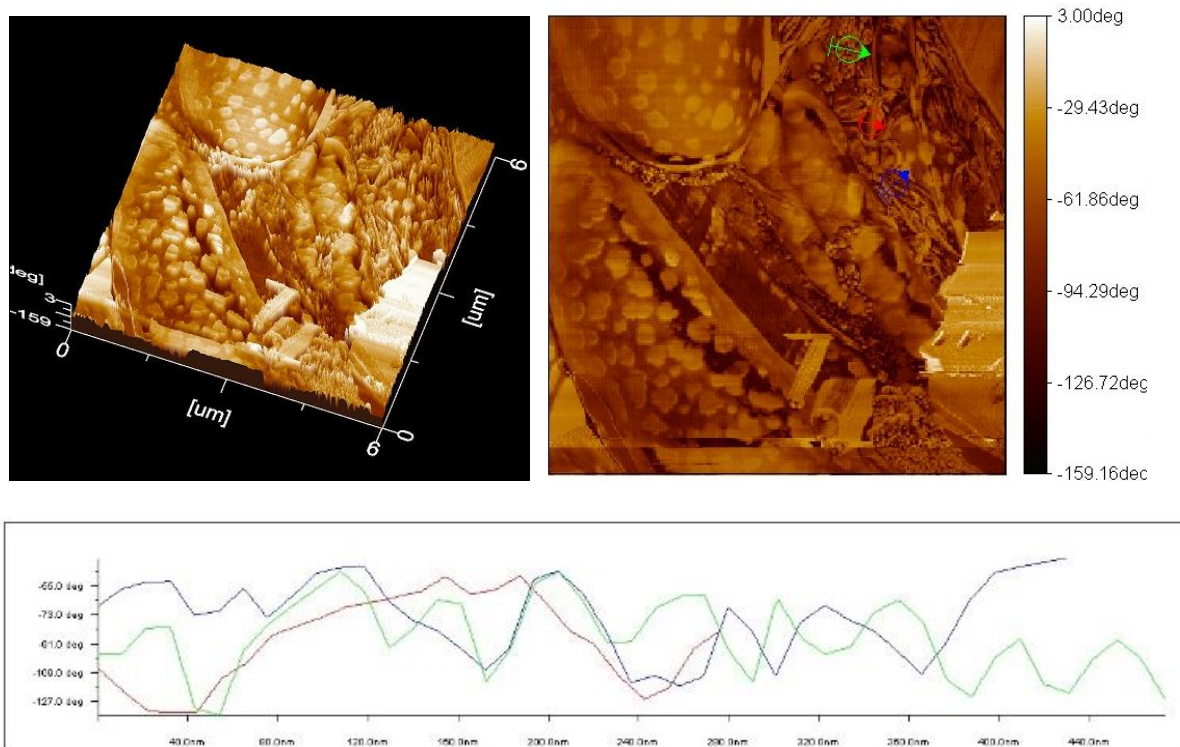 3.00deg
-29.43deg
-61.86deg
-94.29deg
-126.72deg
-159.16deg
deg]
3
-159
0
[um]
6
0
[um]
6
-65.0 deg
-73.0 deg
-81.0 deg
-100.0 deg
-127.0 deg
40.0nm
80.0nm
120.0nm
160.0nm
200.0nm
240.0nm
280.0nm
320.0nm
360.0nm
400.0nm
440.0nm